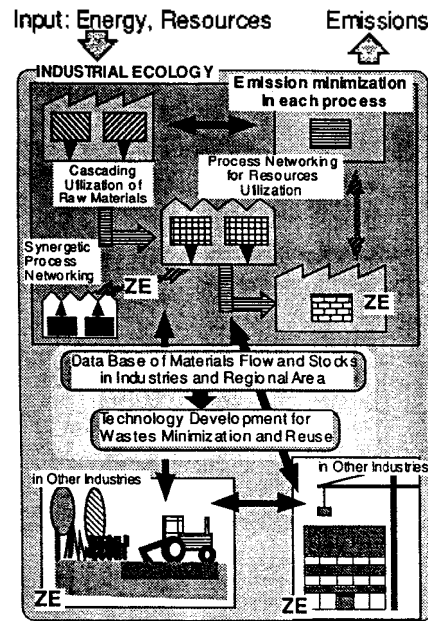 Input: Energy, Resources
Emissions
INDUSTRIAL ECOLOGY
Emission minimization
in each process
Cascading
Utilization of
Raw Materials
Process Networking
for Resources
Utilization
Synergetic
Process
Networking
ZE
ZE
Data Base of Materials Flow and Stocks
in Industries and Regional Area
Technology Development for
Wastes Minimization and Reuse
in Other Industries
in Other Industries
ZE
ZE